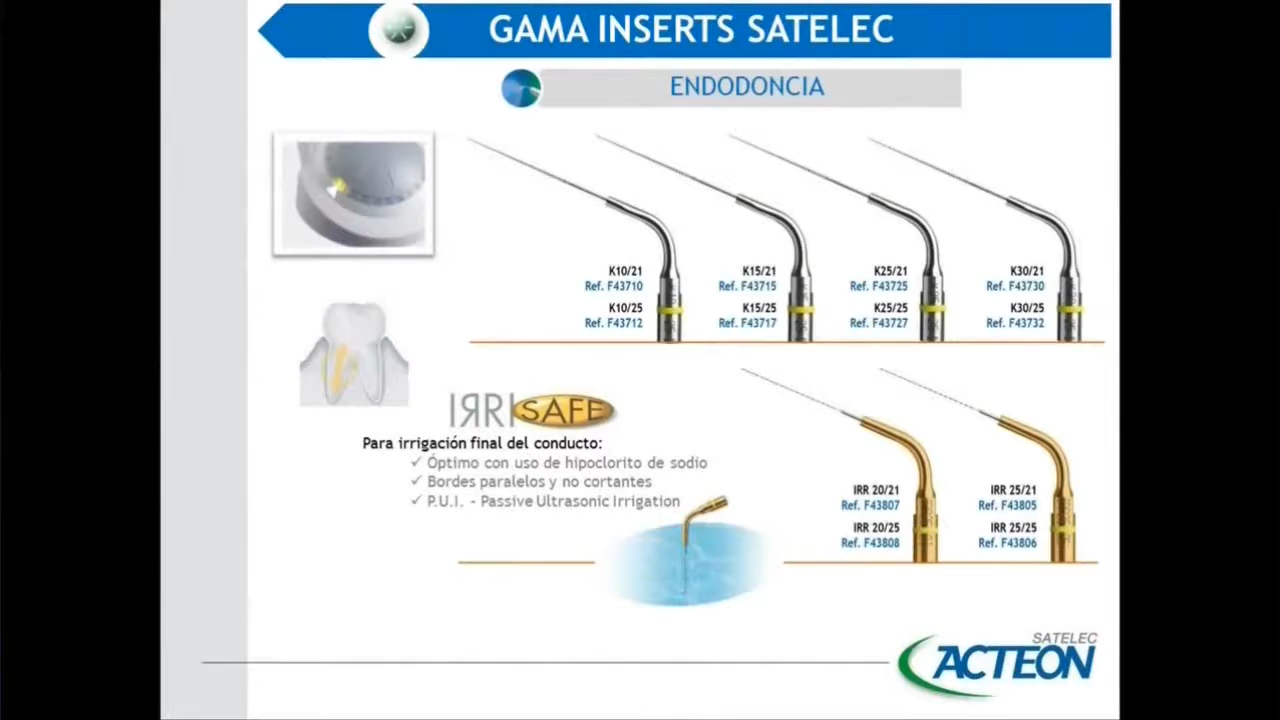 GAMA INSERTS SATELEC
ENDODONCIA
K10/21
Ref. F43710
K10/25
Ref. F43712
K15/21
Ref. F43715
K15/25
Ref. F43717
K25/21
Ref. F43725
K25/25
Ref. F43727
K30/21
Ref. F43730
K30/25
Ref. F43732
IRRISAFE
Para irrigación final del conducto:
✓ Óptimo con uso de hipoclorito de sodio
✓ Bordes paralelos y no cortantes
✓ P.U.I. - Passive Ultrasonic Irrigation
IRR 20/21
Ref. F43807
IRR 20/25
Ref. F43808
IRR 25/21
Ref. F43805
IRR 25/25
Ref. F43806
SATELEC
ACTEON